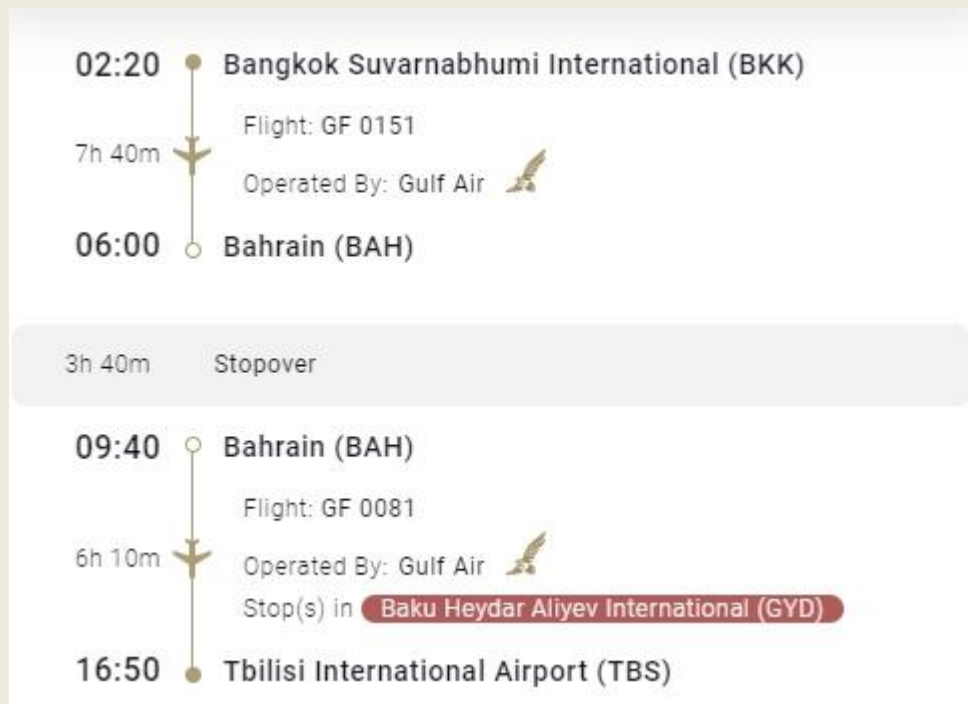 02:20 Bangkok Suvarnabhumi International (BKK)
Flight: GF 0151
7h 40m
Operated By: Gulf Air
06:00 Bahrain (BAH)
3h 40m Stopover
09:40 Bahrain (BAH)
Flight: GF 0081
6h 10m
Operated By: Gulf Air
Stop(s) in Baku Heydar Aliyev International (GYD)
16:50 Tbilisi International Airport (TBS)